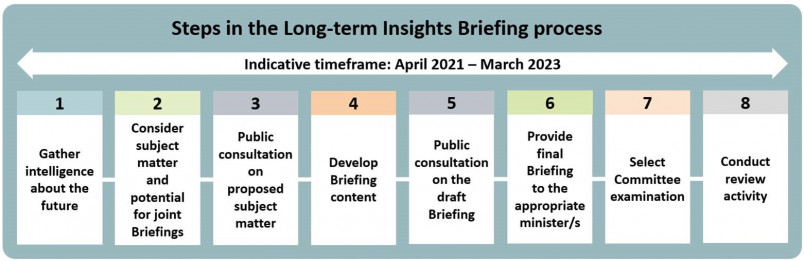 Steps in the Long-term Insights Briefing process
Indicative timeframe: April 2021 – March 2023
1
Gather
intelligence
about the
future
2
Consider
subject
matter
and
potential
for joint
Briefings
3
Public
consultation
on
proposed
subject
matter
4
Develop
Briefing
content
5
Public
consultation
on the
draft
Briefing
6
Provide
final
Briefing
to the
appropriate
minister/s
7
Select
Committee
examination
8
Conduct
review
activity